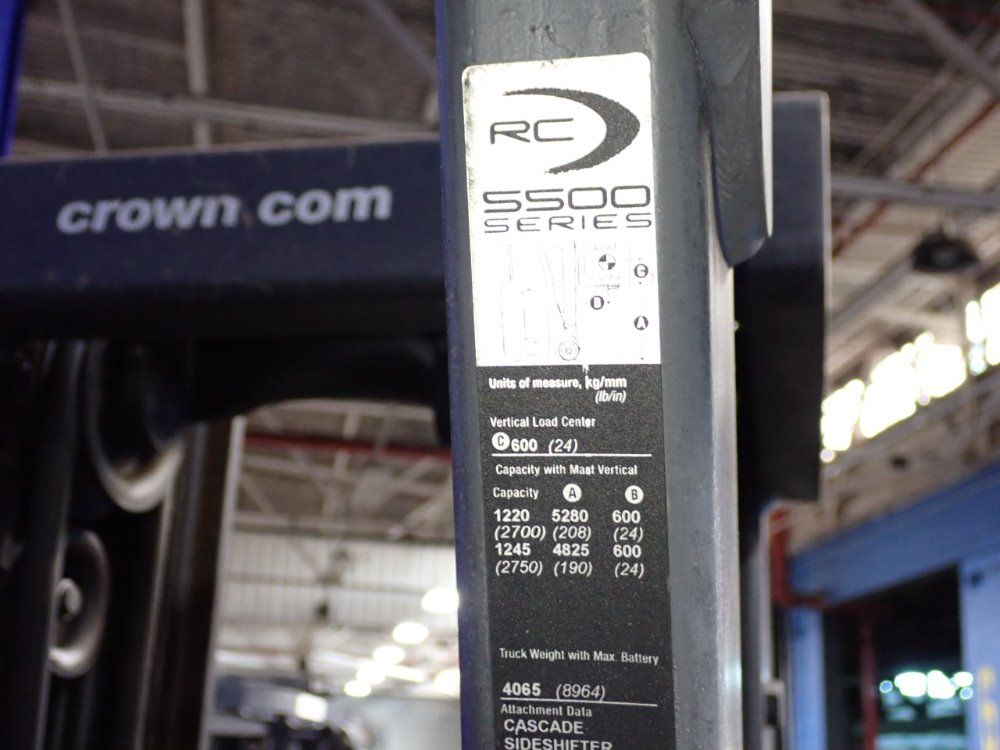 crown.com
RC
5500
SERIES
C
B
A
Units of measure, kg/mm
(lb/in)
Vertical Load Center
C 600 (24)
Capacity with Mast Vertical
Capacity A B
1220 5280 600
(2700) (208) (24)
1245 4825 600
(2750) (190) (24)
Truck Weight with Max. Battery
4065 (8964)
Attachment Data
CASCADE
SIDESHIFTER